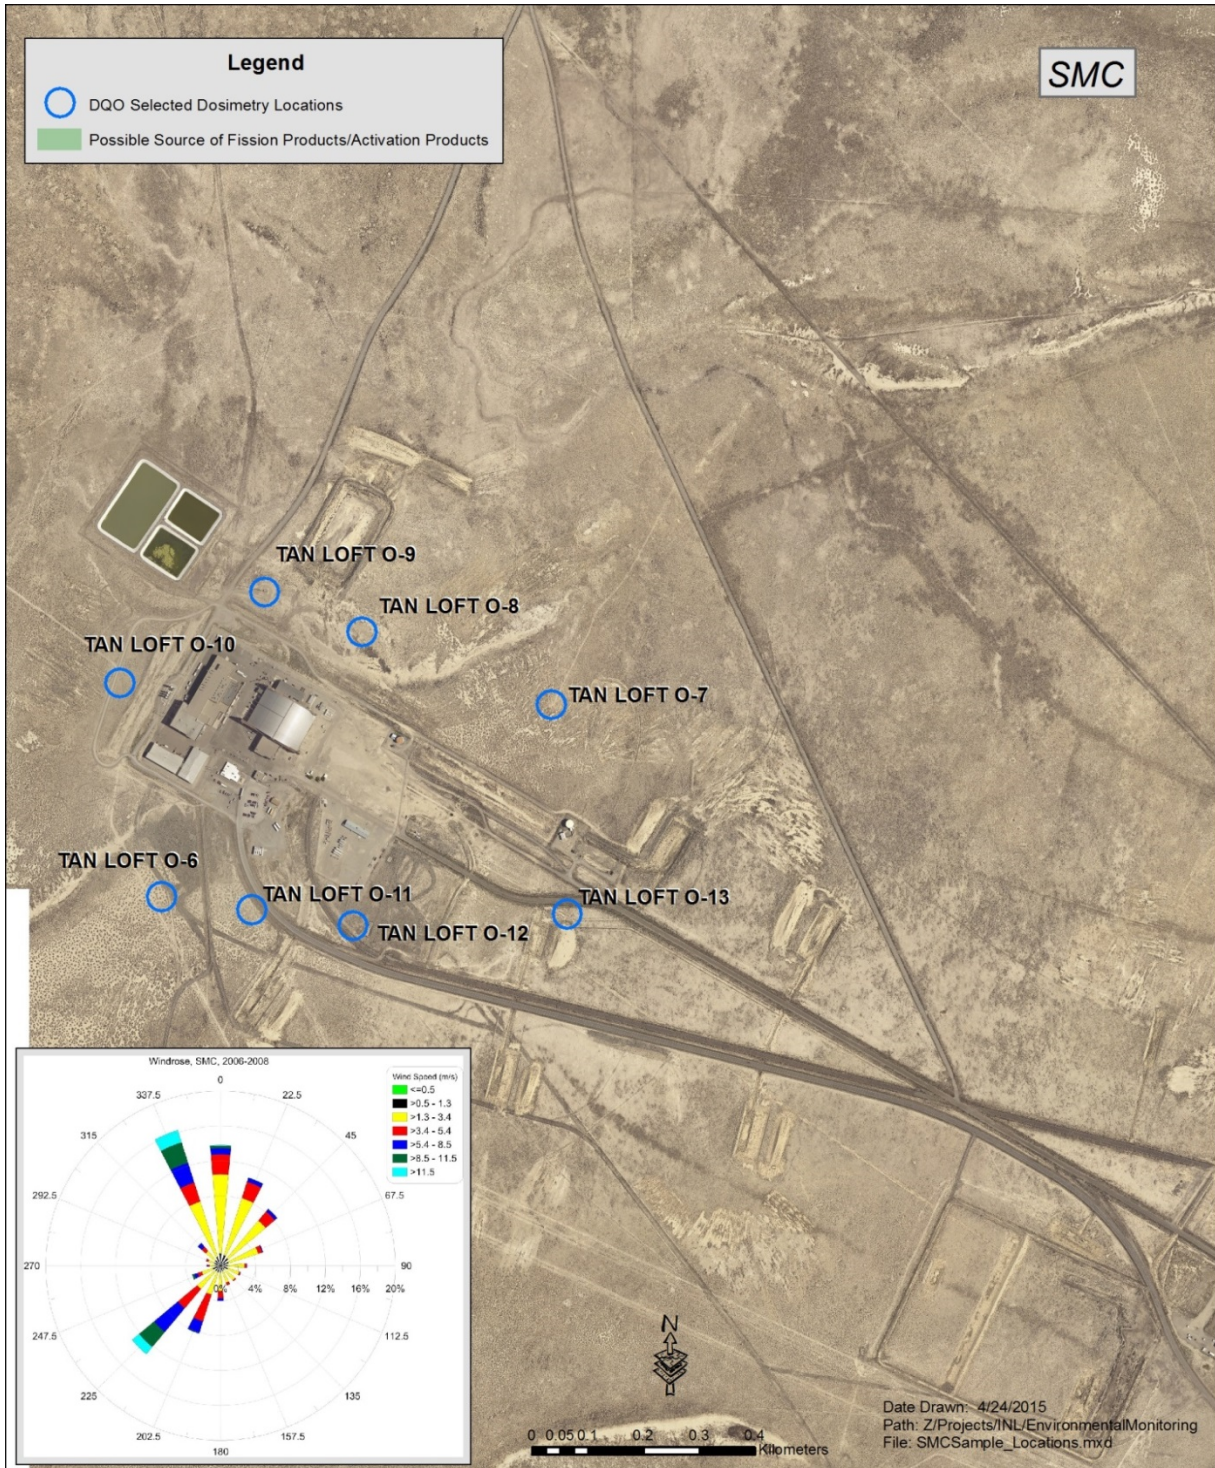 Legend
DQO Selected Dosimetry Locations
Possible Source of Fission Products/Activation Products
SMC
TAN LOFT O-9
TAN LOFT O-8
TAN LOFT O-10
TAN LOFT O-7
TAN LOFT O-6
TAN LOFT O-11
TAN LOFT O-13
TAN LOFT O-12
Windrose, SMC, 2006-2008
0
337.5
22.5
315
45
292.5
67.5
270
90
0% 4% 8% 12% 16% 20%
247.5
112.5
225
135
202.5
157.5
180
Wind Speed (m/s)
<=0.5
>0.5 - 1.3
>1.3 - 3.4
>3.4 - 5.4
>5.4 - 8.5
>8.5 - 11.5
>11.5
N
0 0.05 0.1 0.2 0.3 0.4
Kilometers
Date Drawn: 4/24/2015
Path: Z/Projects/INL/EnvironmentalMonitoring
File: SMCSample_Locations.mxd